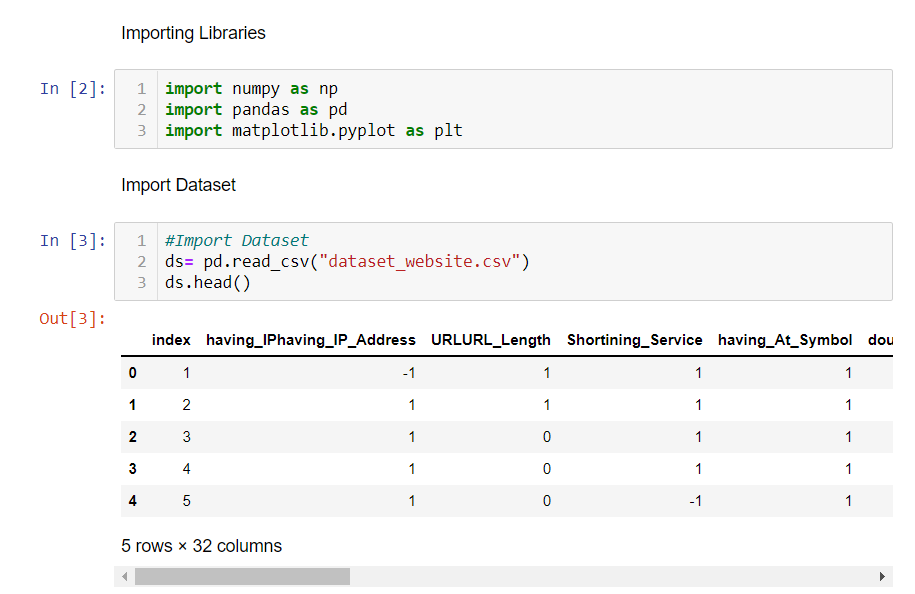 Importing Libraries
In [2]:
1 import numpy as np
2 import pandas as pd
3 import matplotlib.pyplot as plt
Import Dataset
In [3]:
1 #Import Dataset
2 ds= pd.read_csv("dataset_website.csv")
3 ds.head()
Out[3]:
index having_IPhaving_IP_Address URLURL_Length Shortining_Service having_At_Symbol dou
0 1 -1 1 1 1
1 2 1 1 1 1
2 3 1 0 1 1
3 4 1 0 1 1
4 5 1 0 -1 1
5 rows × 32 columns